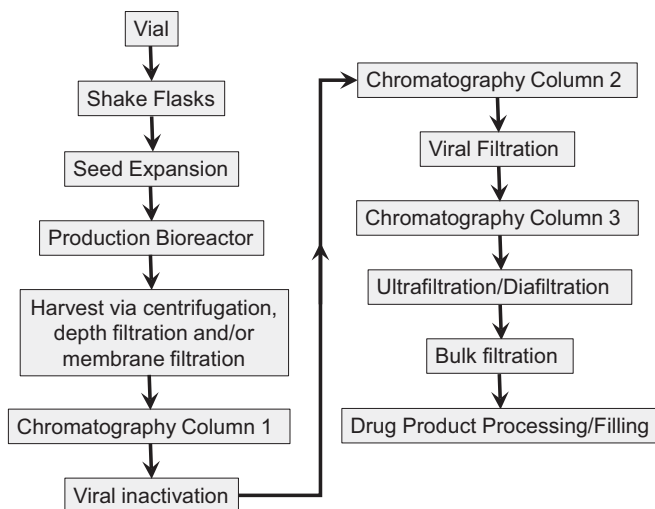 Vial
Shake Flasks
Seed Expansion
Production Bioreactor
Harvest via centrifugation,
depth filtration and/or
membrane filtration
Chromatography Column 1
Viral inactivation
Chromatography Column 2
Viral Filtration
Chromatography Column 3
Ultrafiltration/Diafiltration
Bulk filtration
Drug Product Processing/Filling